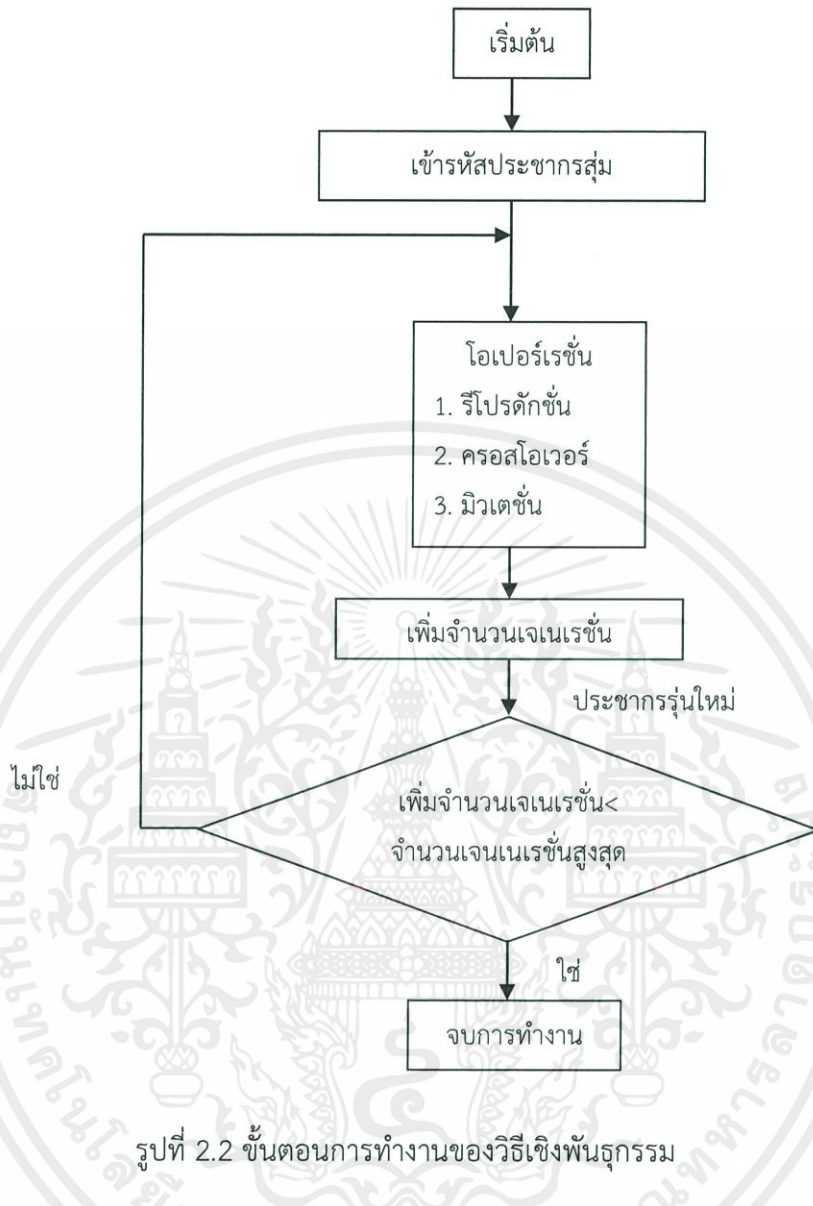 เริ่มต้น
เข้ารหัสประชากรสุ่ม
โอเปอร์เรชั่น
1. รีโปรดักชั่น
2. ครอสโอเวอร์
3. มิวเตชั่น
เพิ่มจำนวนเจเนเรชั่น
ประชากรรุ่นใหม่
ไม่ใช่
เพิ่มจำนวนเจเนเรชั่น<
จำนวนเจนเนเรชั่นสูงสุด
ใช่
จบการทำงาน
รูปที่ 2.2 ขั้นตอนการทำงานของวิธีเชิงพันธุกรรม